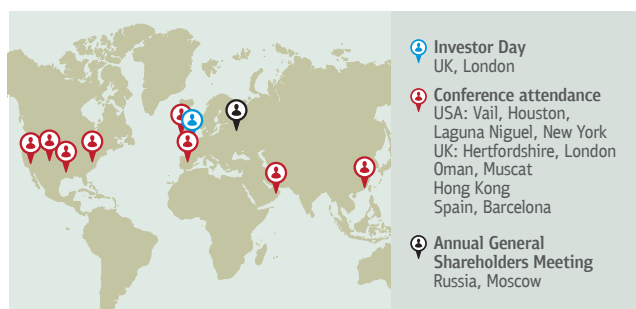 Investor Day
UK, London
Conference attendance
USA: Vail, Houston,
Laguna Niguel, New York
UK: Hertfordshire, London
Oman, Muscat
Hong Kong
Spain, Barcelona
Annual General
Shareholders Meeting
Russia, Moscow